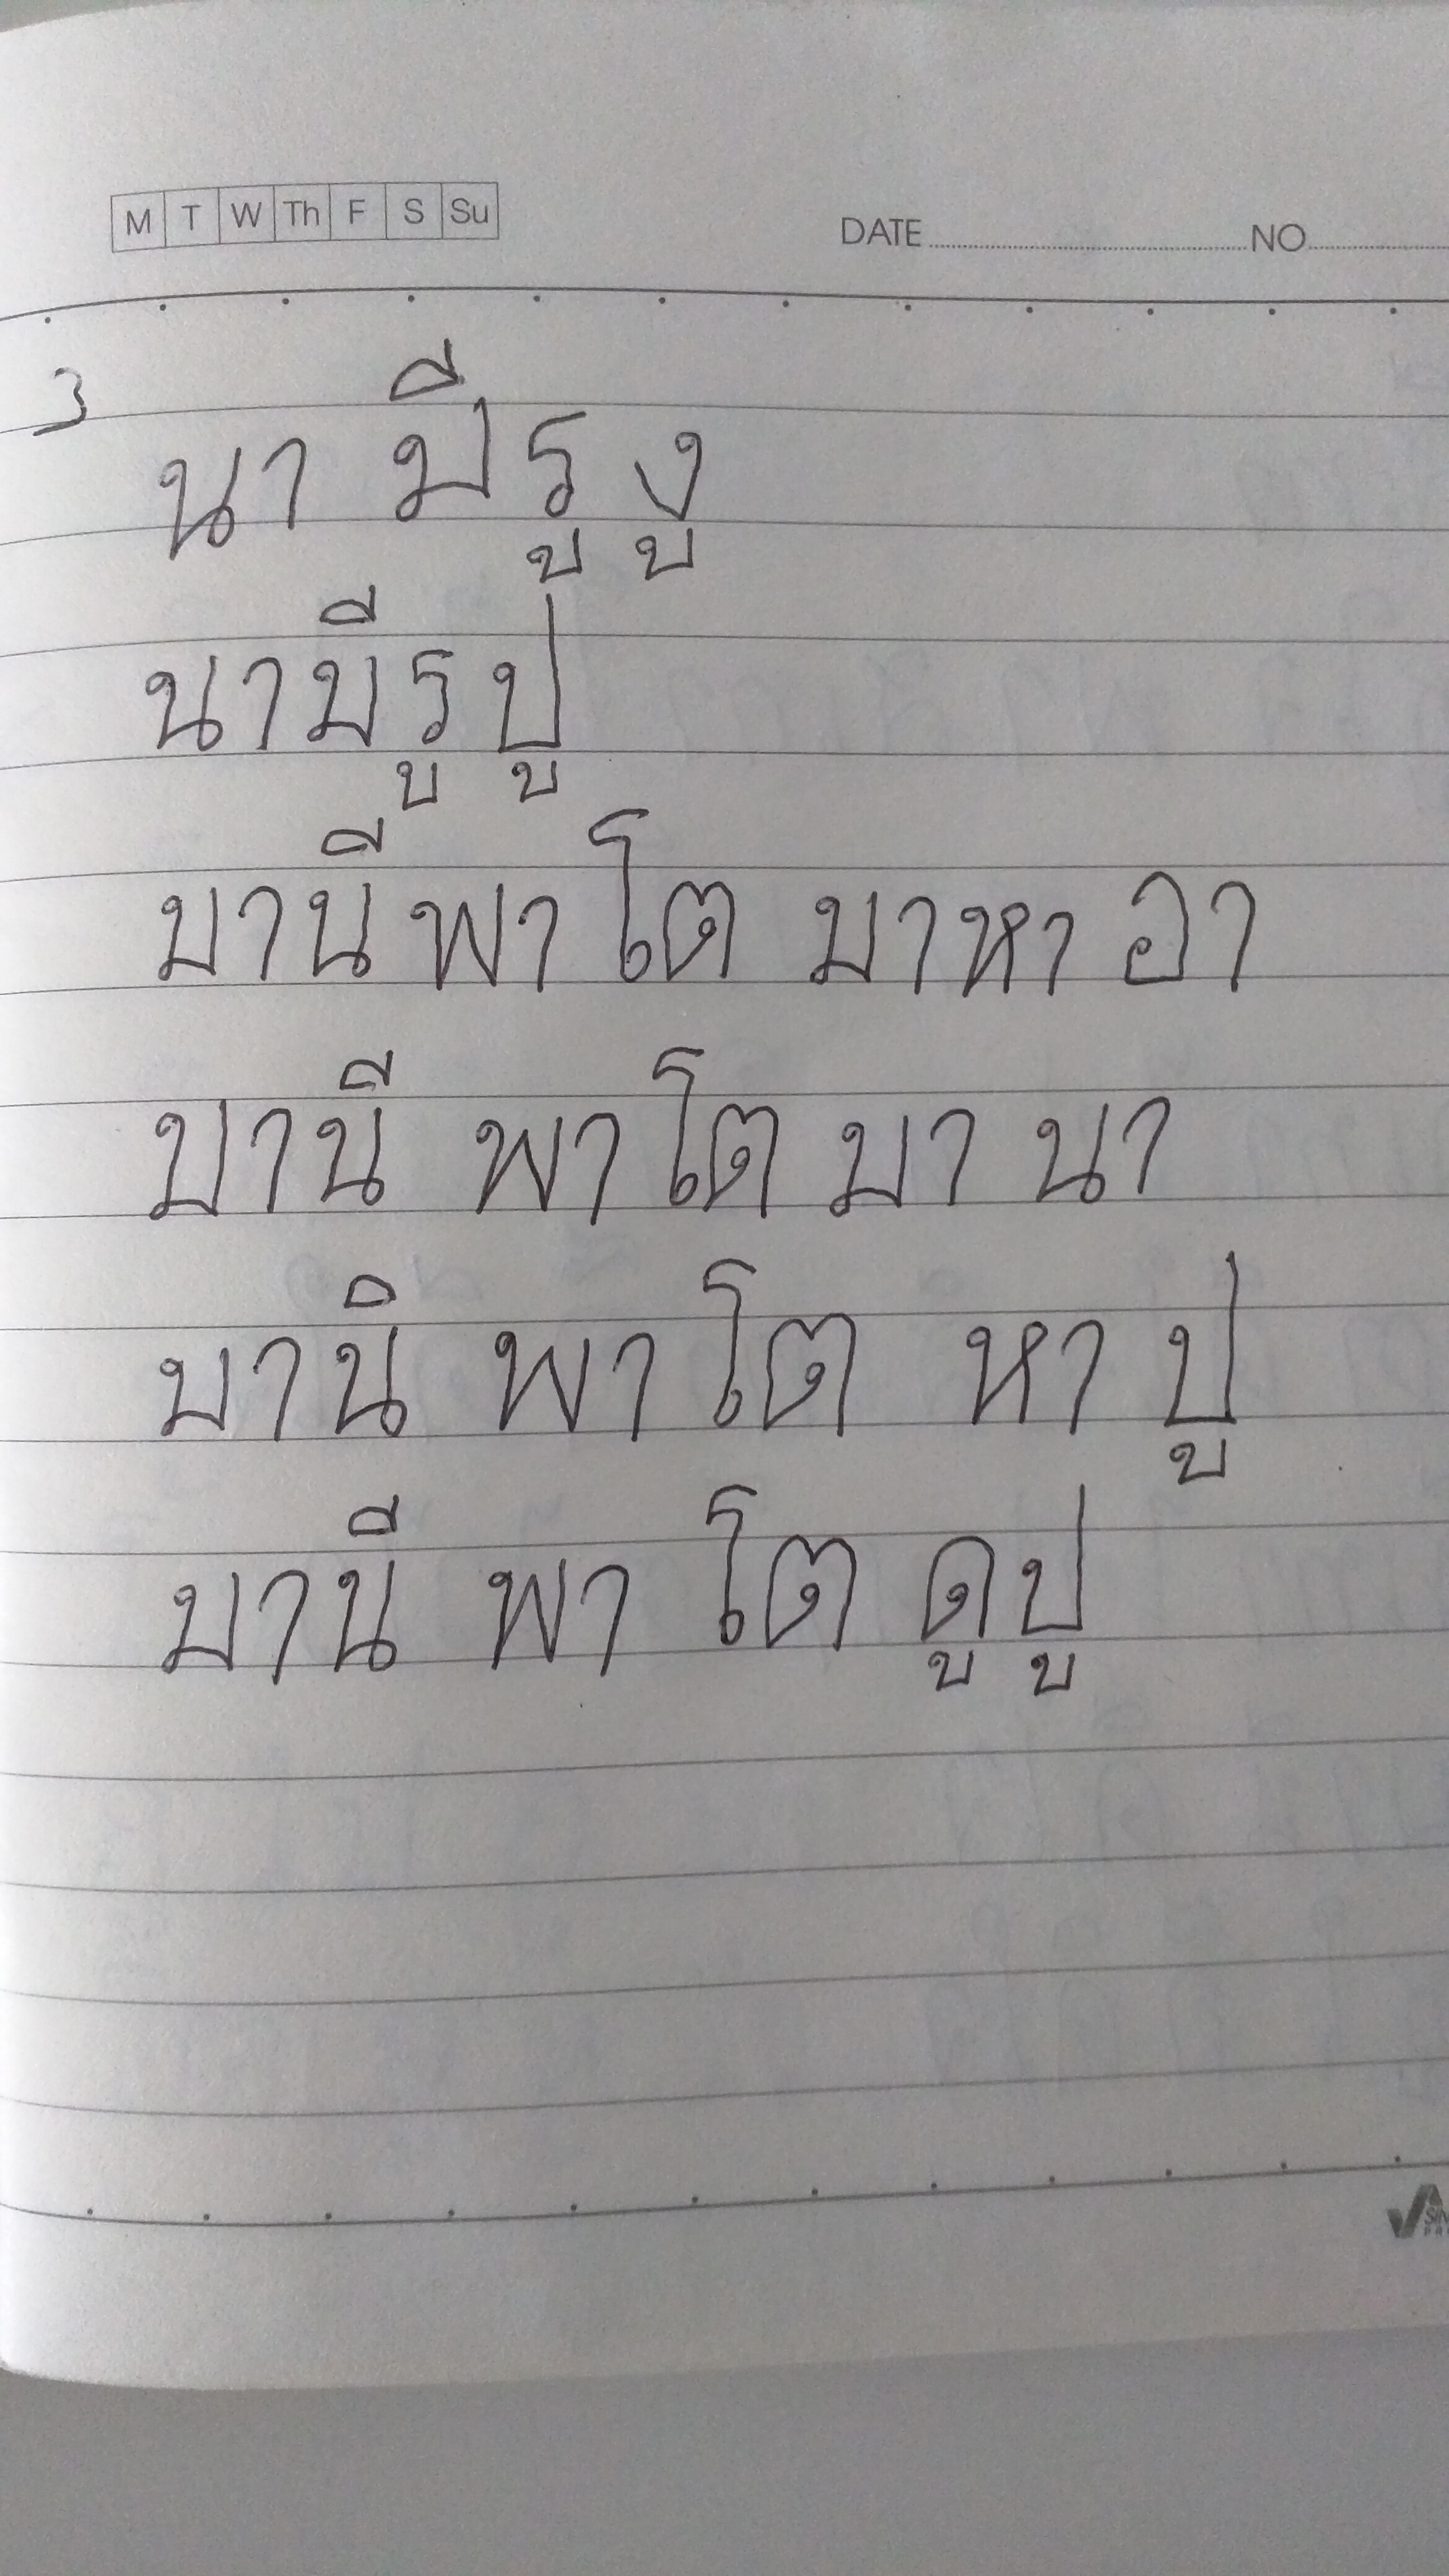 M T W Th F S Su
DATE NO
3
นา มีรูงู
นามีรูปู
มานีพาโต มาหา อา
มานี พาโต มา นา
มานิ พาโต หา ปู
มานี พา โต ดูปู